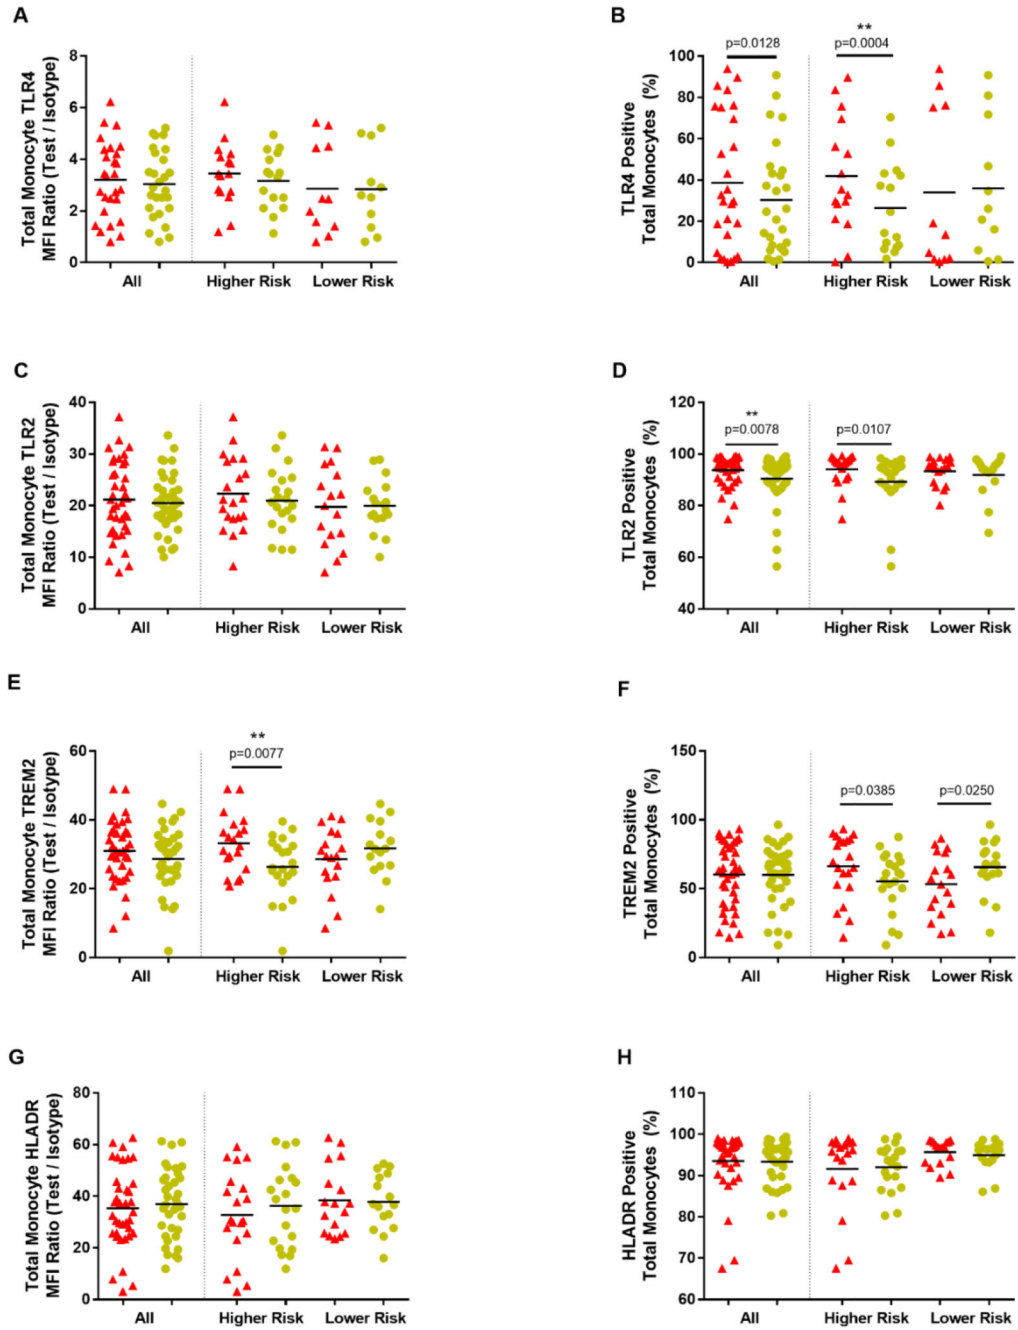 A
Total Monocyte TLR4
MFI Ratio (Test / Isotype)
8
6
4
2
0
All
Higher Risk
Lower Risk
B
TLR4 Positive
Total Monocytes (%)
100
80
60
40
20
0
p=0.0128
**
p=0.0004
All
Higher Risk
Lower Risk
C
Total Monocyte TLR2
MFI Ratio (Test / Isotype)
40
30
20
10
0
All
Higher Risk
Lower Risk
D
TLR2 Positive
Total Monocytes (%)
120
100
80
60
40
**
p=0.0078
p=0.0107
All
Higher Risk
Lower Risk
E
Total Monocyte TREM2
MFI Ratio (Test / Isotype)
60
40
20
0
**
p=0.0077
All
Higher Risk
Lower Risk
F
TREM2 Positive
Total Monocytes (%)
150
100
50
0
p=0.0385
p=0.0250
All
Higher Risk
Lower Risk
G
Total Monocyte HLADR
MFI Ratio (Test / Isotype)
80
60
40
20
0
All
Higher Risk
Lower Risk
H
HLADR Positive
Total Monocytes (%)
110
100
90
80
70
60
All
Higher Risk
Lower Risk